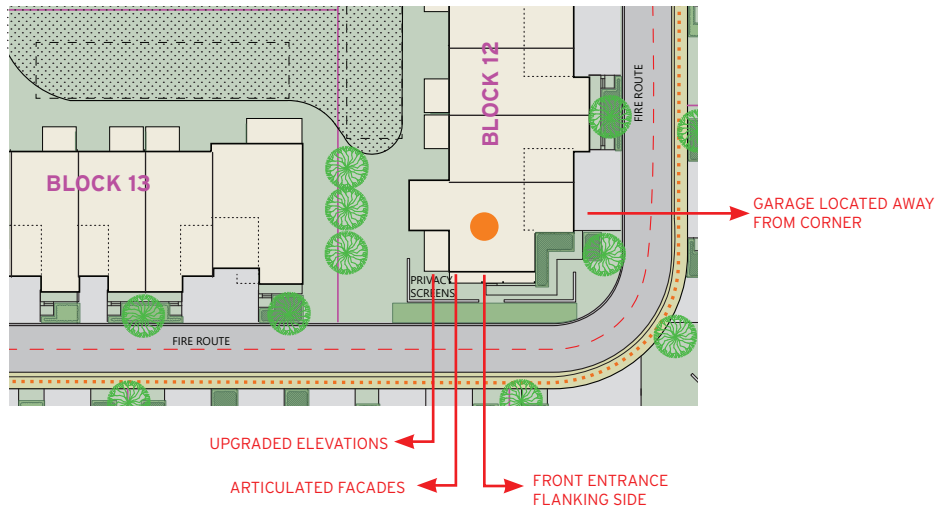 BLOCK 12
FIRE ROUTE
BLOCK 13
GARAGE LOCATED AWAY
FROM CORNER
PRIVACY
SCREENS
FIRE ROUTE
UPGRADED ELEVATIONS
ARTICULATED FACADES
FRONT ENTRANCE
FLANKING SIDE